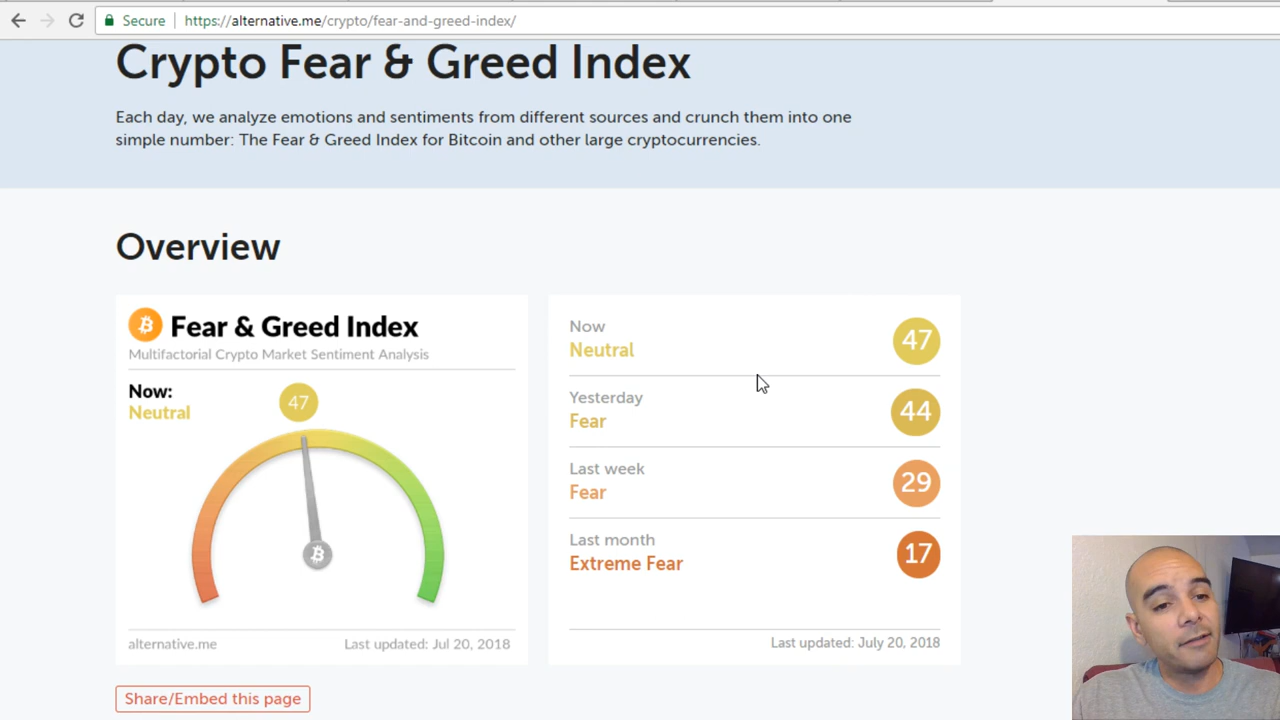 Secure
https://alternative.me/crypto/fear-and-greed-index/
Crypto Fear & Greed Index
Each day, we analyze emotions and sentiments from different sources and crunch them into one
simple number: The Fear & Greed Index for Bitcoin and other large cryptocurrencies.
Overview
Fear & Greed Index
Multifactorial Crypto Market Sentiment Analysis
Now:
Neutral
47
alternative.me
Last updated: Jul 20, 2018
Now
Neutral
47
Yesterday
Fear
44
Last week
Fear
29
Last month
Extreme Fear
17
Last updated: July 20, 2018
Share/Embed this page